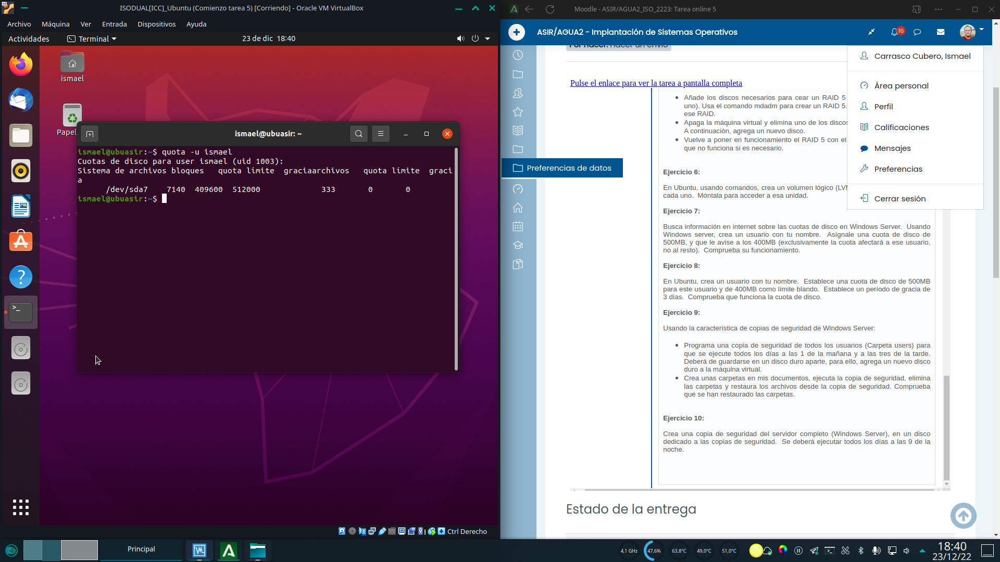 ISODUAL[ICC]_Ubuntu (Comienzo tarea 5) [Corriendo] - Oracle VM VirtualBox
Archivo Máquina Ver Entrada Dispositivos Ayuda
Actividades Terminal 23 de dic 18:40
ismael
Papel
ismael@ubuasir: ~
ismael@ubuasir:~$ quota -u ismael
Cuotas de disco para user ismael (uid 1003):
Sistema de archivos bloques quota límite graciaarchivos quota límite graci
a
/dev/sda7 7140 409600 512000 333 0 0
ismael@ubuasir:~$
Ctrl Derecho
Moodle - ASIR/AGUA2_ISO_2223: Tarea online 5
ASIR/AGUA2 - Implantación de Sistemas Operativos
16
Por hacer: Hacer un envío
Carrasco Cubero, Ismael
Área personal
Perfil
Calificaciones
Mensajes
Preferencias
Cerrar sesión
Preferencias de datos
Pulse el enlace para ver la tarea a pantalla completa
Añade los discos necesarios para cear un RAID 5
uno). Usa el comando mdadm para crear un RAID 5.
ese RAID.
Apaga la máquina virtual y elimina uno de los discos
A continuación, agrega un nuevo disco.
Vuelve a poner en funcionamiento el RAID 5 con el
que no funciona si es necesario.
Ejercicio 6:
En Ubuntu, usando comandos, crea un volumen lógico (LVM
cada uno. Móntala para acceder a esa unidad.
Ejercicio 7:
Busca información en internet sobre las cuotas de disco en Windows Server. Usando
Windows server, crea un usuario con tu nombre. Asígnale una cuota de disco de
500MB, y que le avise a los 400MB (exclusivamente la cuota afectará a ese usuario,
no al resto). Comprueba su funcionamiento.
Ejercicio 8:
En Ubuntu, crea un usuario con tu nombre. Establece una cuota de disco de 500MB
para este usuario y de 400MB como límite blando. Establece un período de gracia de
3 días. Comprueba que funciona la cuota de disco.
Ejercicio 9:
Usando la característica de copias de seguridad de Windows Server:
Programa una copia de seguridad de todos los usuarios (Carpeta users) para
que se ejecute todos los días a las 1 de la mañana y a las tres de la tarde.
Deberá de guardarse en un disco duro aparte, para ello, agrega un nuevo disco
duro a la máquina virtual.
Crea unas carpetas en mis documentos, ejecuta la copia de seguridad, elimina
las carpetas y restaura los archivos desde la copia de seguridad. Comprueba
que se han restaurado las carpetas.
Ejercicio 10:
Crea una copia de seguridad del servidor completo (Windows Server), en un disco
dedicado a las copias de seguridad. Se deberá ejecutar todos los días a las 9 de la
noche.
Estado de la entrega
Principal
4,1 GHz 47,6% 63,8°C 49,0°C 51,0°C
18:40
23/12/22